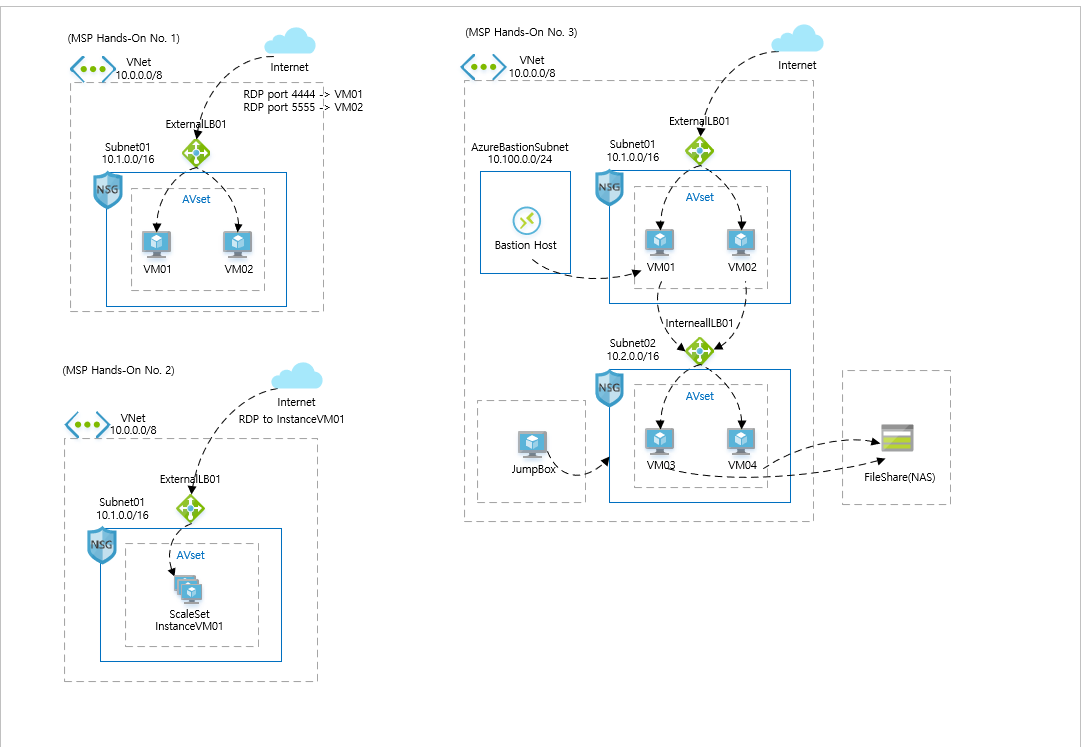 (MSP Hands-On No. 1)
VNet
10.0.0.0/8
Internet
RDP port 4444 -> VM01
RDP port 5555 -> VM02
ExternalLB01
Subnet01
10.1.0.0/16
NSG
AVset
VM01
VM02
(MSP Hands-On No. 2)
VNet
10.0.0.0/8
Internet
RDP to InstanceVM01
ExternalLB01
Subnet01
10.1.0.0/16
NSG
AVset
ScaleSet
InstanceVM01
(MSP Hands-On No. 3)
VNet
10.0.0.0/8
Internet
ExternalLB01
AzureBastionSubnet
10.100.0.0/24
Bastion Host
Subnet01
10.1.0.0/16
NSG
AVset
VM01
VM02
InternealILB01
Subnet02
10.2.0.0/16
NSG
AVset
VM03
VM04
JumpBox
FileShare(NAS)